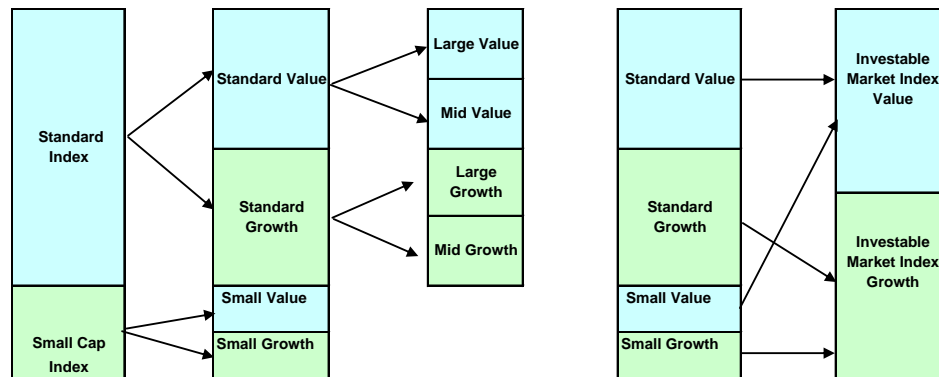 Standard
Index
Small Cap
Index
Standard Value
Standard
Growth
Small Value
Small Growth
Large Value
Mid Value
Large
Growth
Mid Growth
Standard Value
Standard
Growth
Small Value
Small Growth
Investable
Market Index
Value
Investable
Market Index
Growth